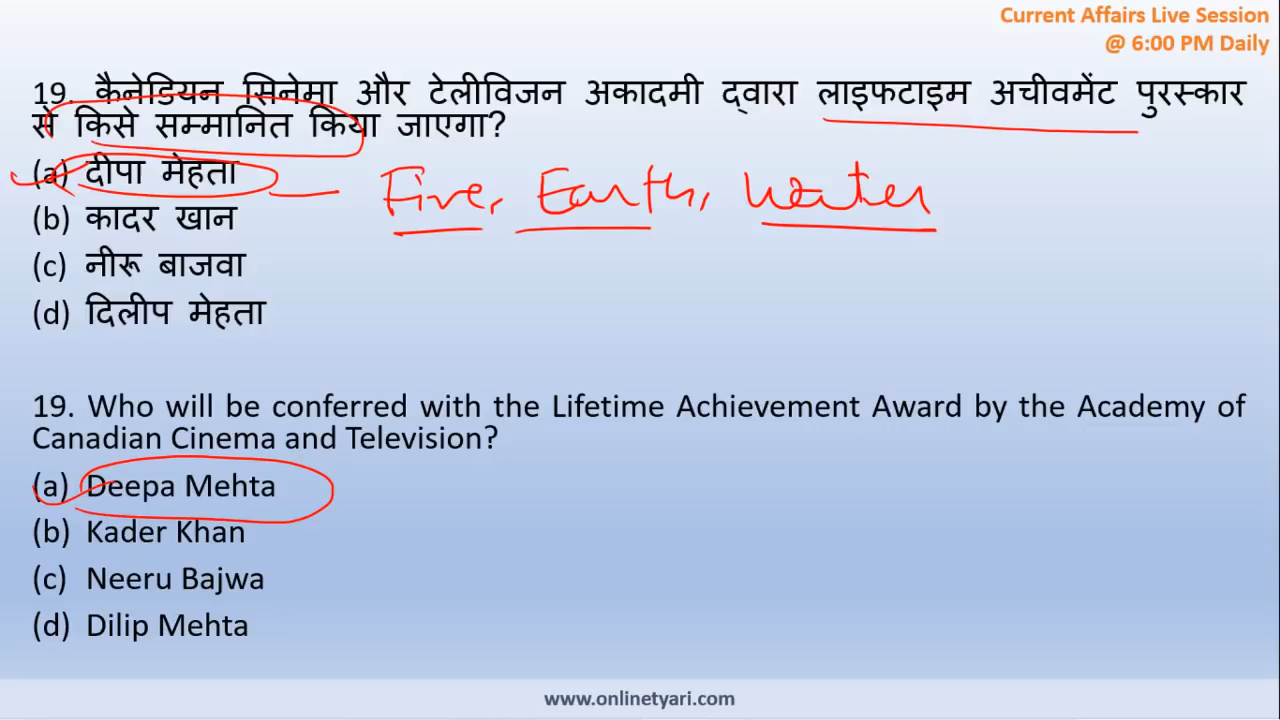 Current Affairs Live Session
@ 6:00 PM Daily
19. कैनेडियन सिनेमा और टेलीविजन अकादमी द्वारा लाइफटाइम अचीवमेंट पुरस्कार
से किसे सम्मानित किया जाएगा?
(a) दीपा मेहता
Fire, Earth, Water
(b) कादर खान
(c) नीरू बाजवा
(d) दिलीप मेहता
19. Who will be conferred with the Lifetime Achievement Award by the Academy of
Canadian Cinema and Television?
(a) Deepa Mehta
(b) Kader Khan
(c) Neeru Bajwa
(d) Dilip Mehta
www.onlinetyari.com